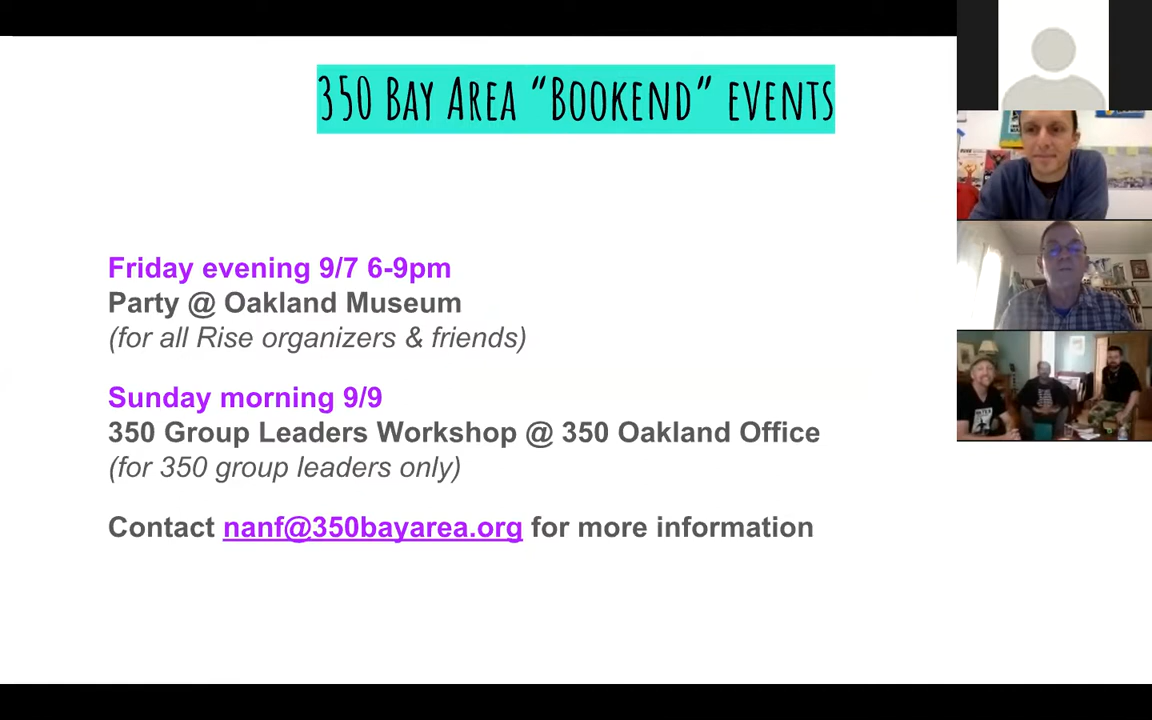 350 Bay Area “Bookend” events
Friday evening 9/7 6-9pm
Party @ Oakland Museum
(for all Rise organizers & friends)
Sunday morning 9/9
350 Group Leaders Workshop @ 350 Oakland Office
(for 350 group leaders only)
Contact nanf@350bayarea.org for more information